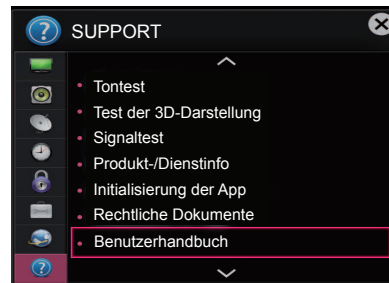 SUPPORT
Tontest
Test der 3D-Darstellung
Signaltest
Produkt-/Dienstinfo
Initialisierung der App
Rechtliche Dokumente
Benutzerhandbuch